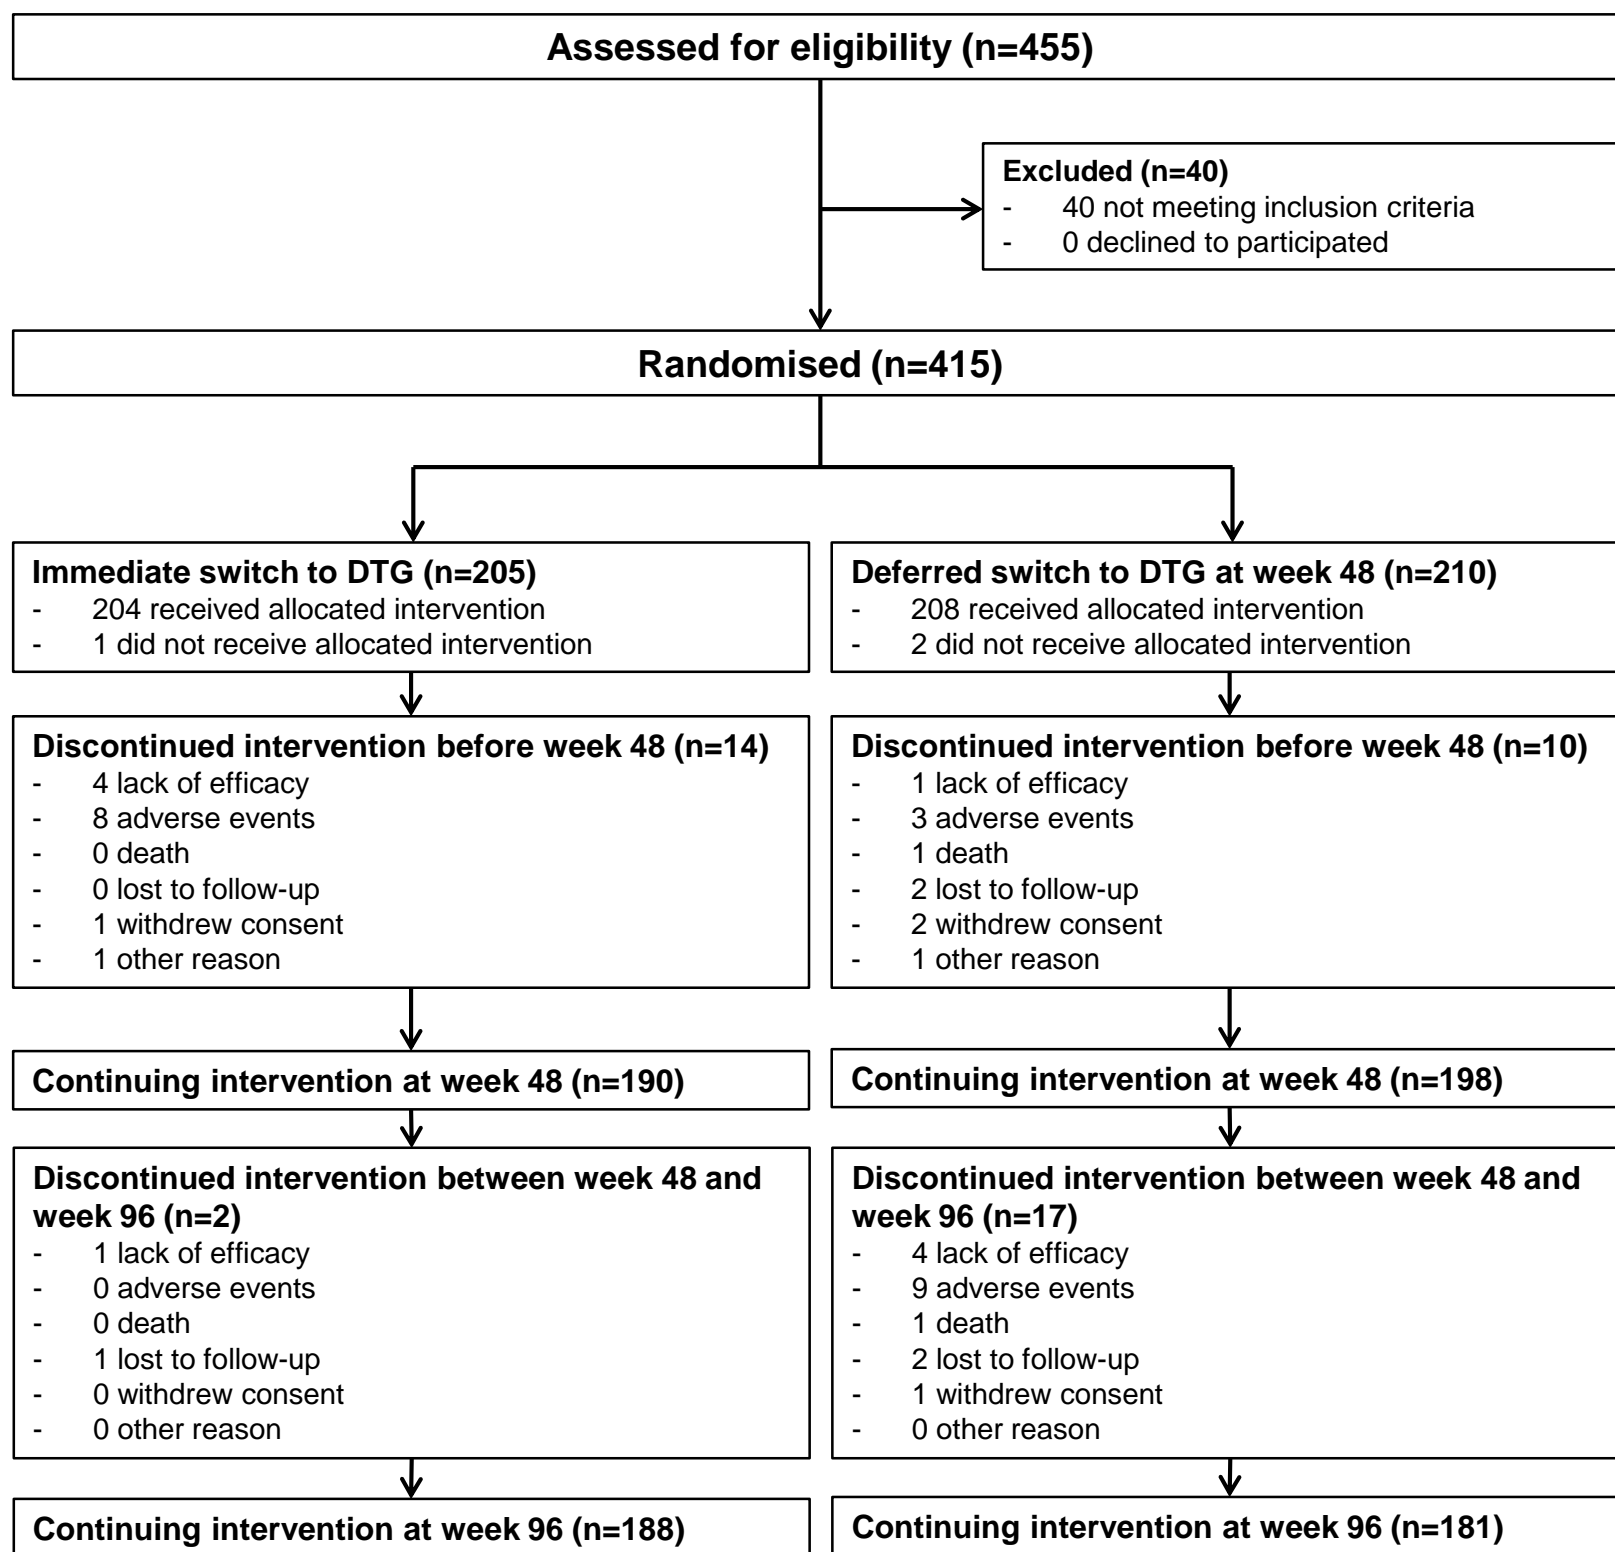 Assessed for eligibility (n=455)
Excluded (n=40)
- 40 not meeting inclusion criteria
- 0 declined to participated
Randomised (n=415)
Immediate switch to DTG (n=205)
- 204 received allocated intervention
- 1 did not receive allocated intervention
Deferred switch to DTG at week 48 (n=210)
- 208 received allocated intervention
- 2 did not receive allocated intervention
Discontinued intervention before week 48 (n=14)
- 4 lack of efficacy
- 8 adverse events
- 0 death
- 0 lost to follow-up
- 1 withdrew consent
- 1 other reason
Discontinued intervention before week 48 (n=10)
- 1 lack of efficacy
- 3 adverse events
- 1 death
- 2 lost to follow-up
- 2 withdrew consent
- 1 other reason
Continuing intervention at week 48 (n=190)
Continuing intervention at week 48 (n=198)
Discontinued intervention between week 48 and
week 96 (n=2)
- 1 lack of efficacy
- 0 adverse events
- 0 death
- 1 lost to follow-up
- 0 withdrew consent
- 0 other reason
Discontinued intervention between week 48 and
week 96 (n=17)
- 4 lack of efficacy
- 9 adverse events
- 1 death
- 2 lost to follow-up
- 1 withdrew consent
- 0 other reason
Continuing intervention at week 96 (n=188)
Continuing intervention at week 96 (n=181)